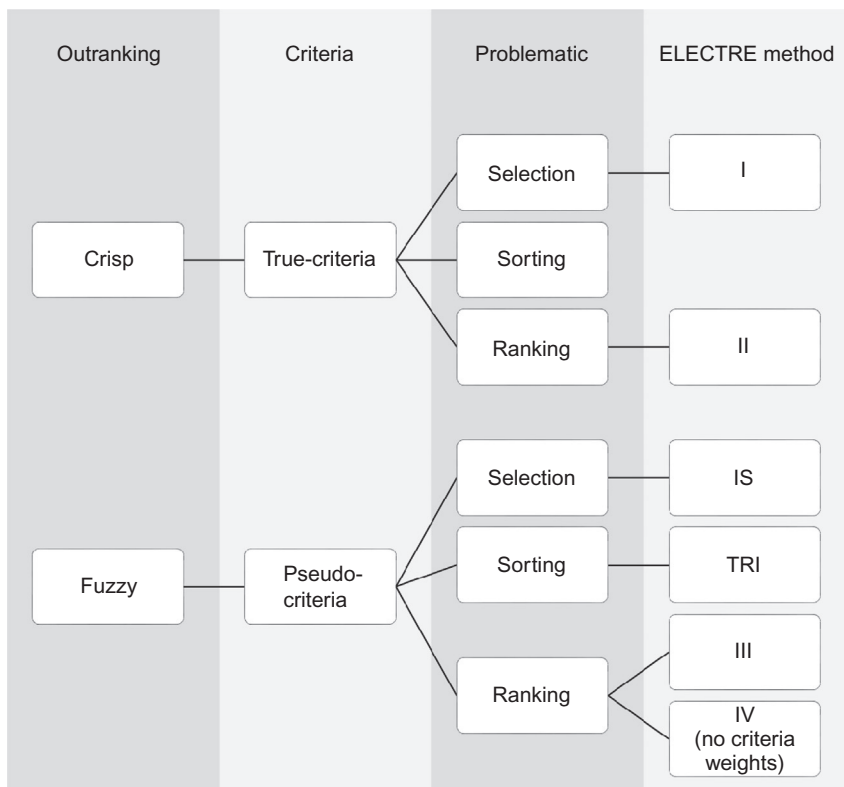 Outranking
Criteria
Problematic
ELECTRE method
Selection
I
Crisp
True-criteria
Sorting
Ranking
II
Selection
IS
Fuzzy
Pseudo-
criteria
Sorting
TRI
Ranking
III
IV
(no criteria
weights)